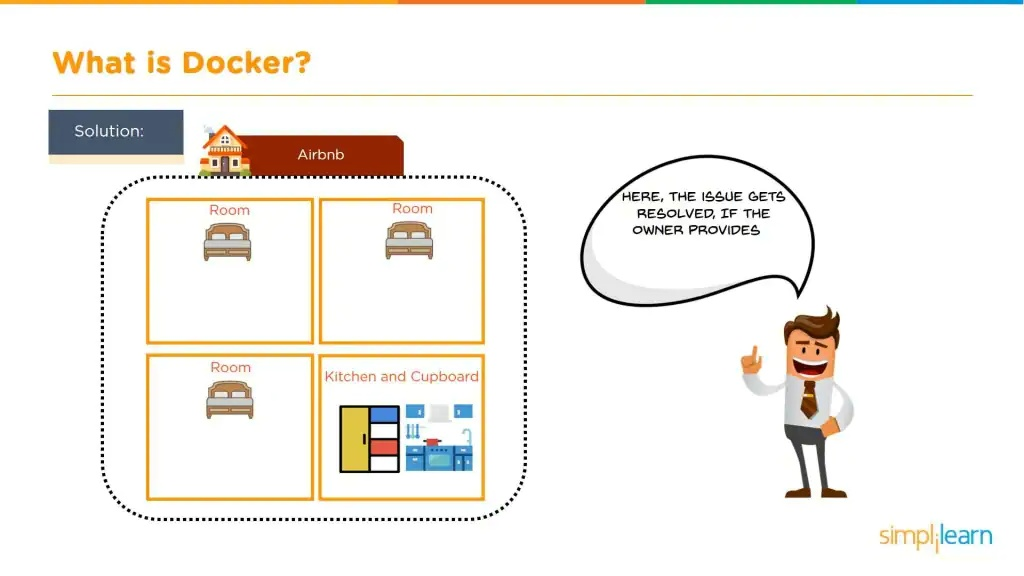 What is Docker?
Solution:
Airbnb
Room
Room
Room
Kitchen and Cupboard
HERE, THE ISSUE GETS
RESOLVED, IF THE
OWNER PROVIDES
simplilearn